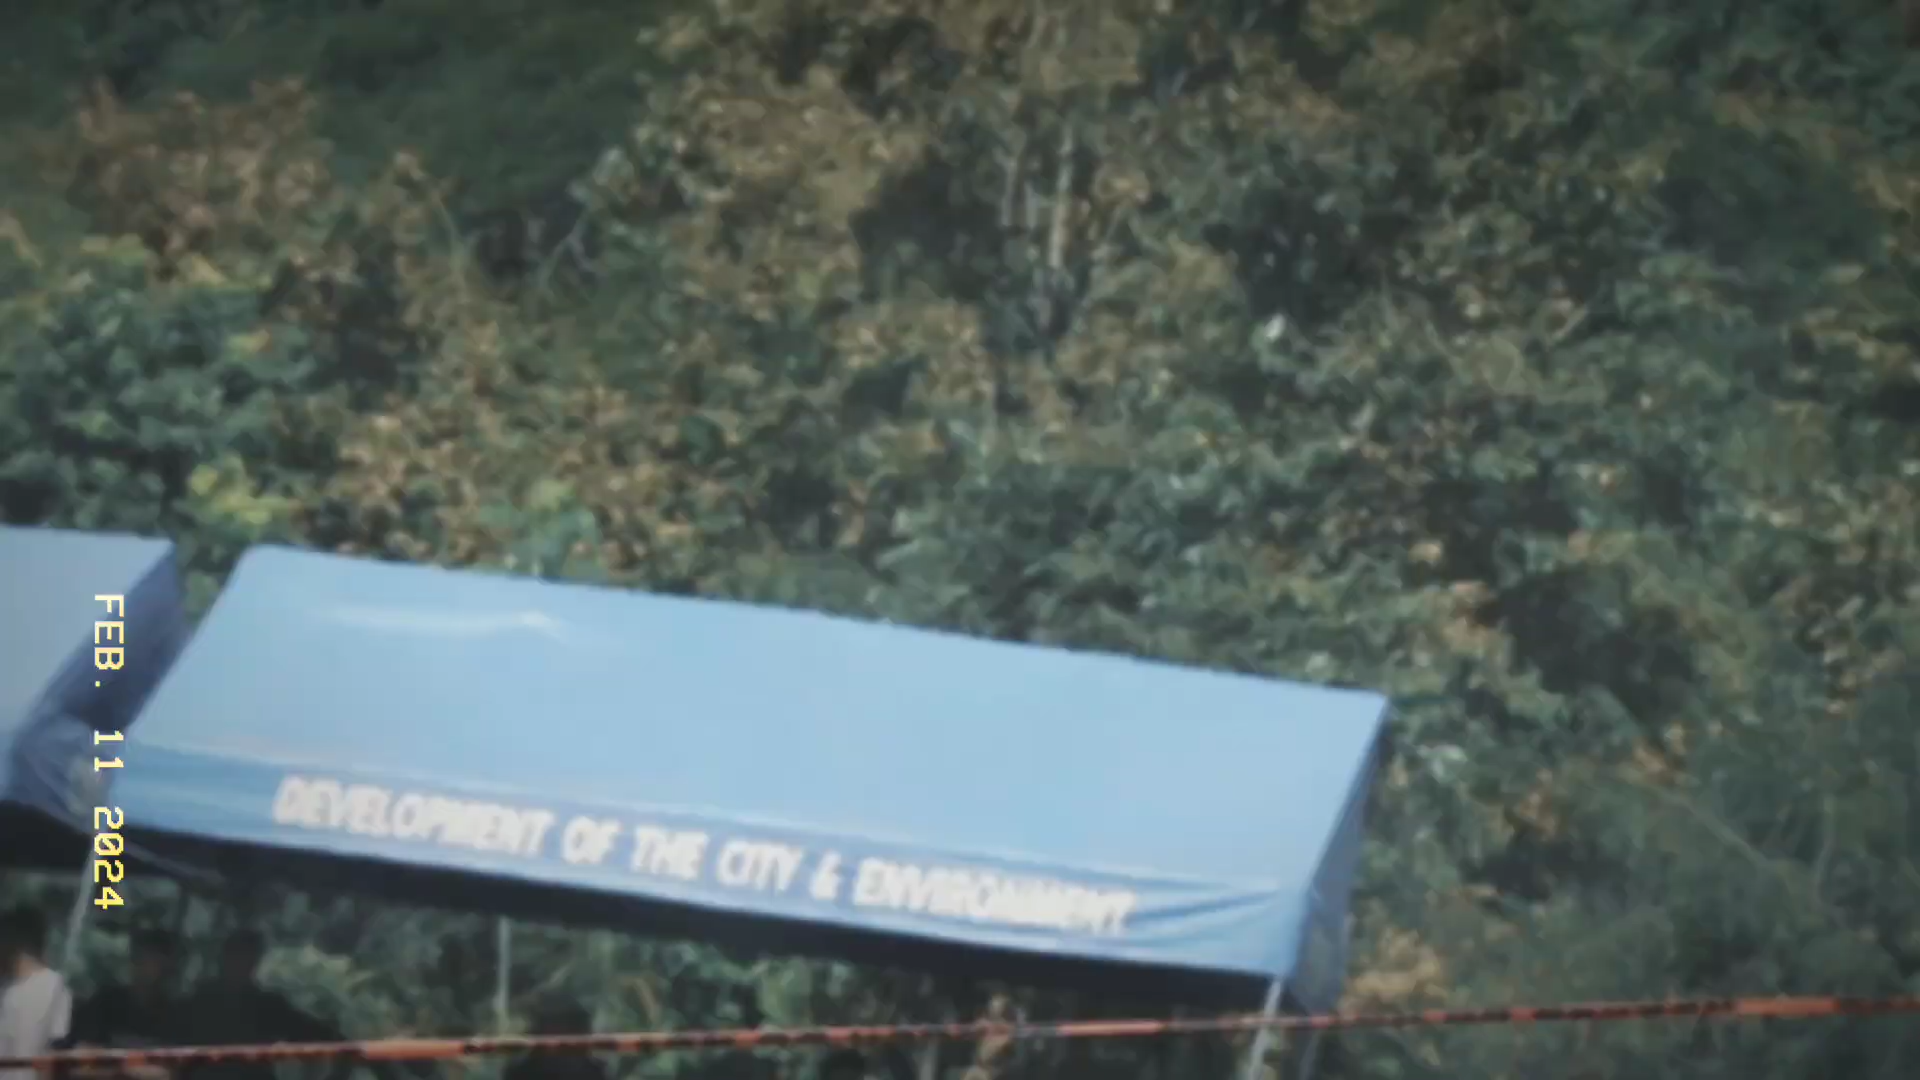 FEB. 11 2024
DEVELOPMENT OF THE CITY & ENVIRONMENT